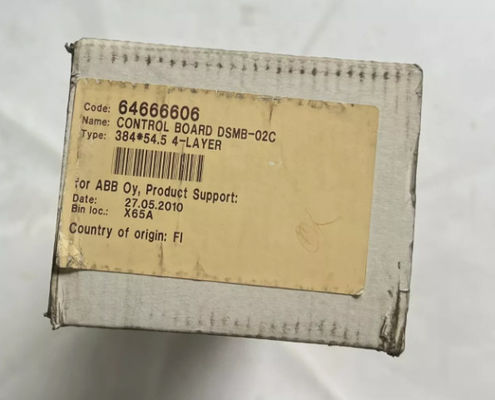 Code: 64666606
Name: CONTROL BOARD DSMB-02C
Type: 384*54.5 4-LAYER
for ABB Oy, Product Support:
Date: 27.05.2010
Bin loc.: X65A
Country of origin: FI